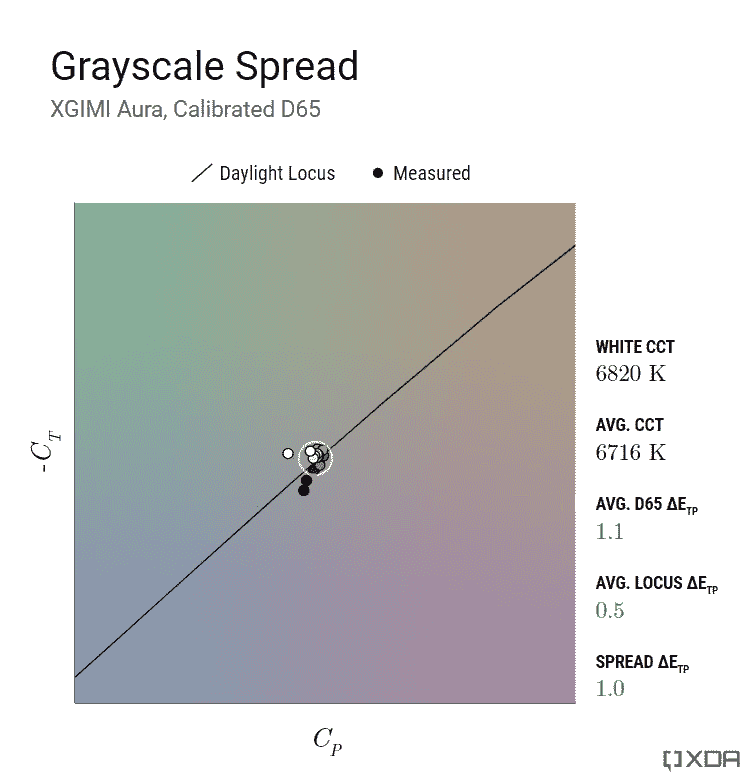 Grayscale Spread
XGIMI Aura, Calibrated D65
Daylight Locus
Measured
WHITE CCT
6820 K
AVG. CCT
6716 K
AVG. D65 ΔE_TP
1.1
AVG. LOCUS ΔE_TP
0.5
SPREAD ΔE_TP
1.0
-C_T
C_P
XDA